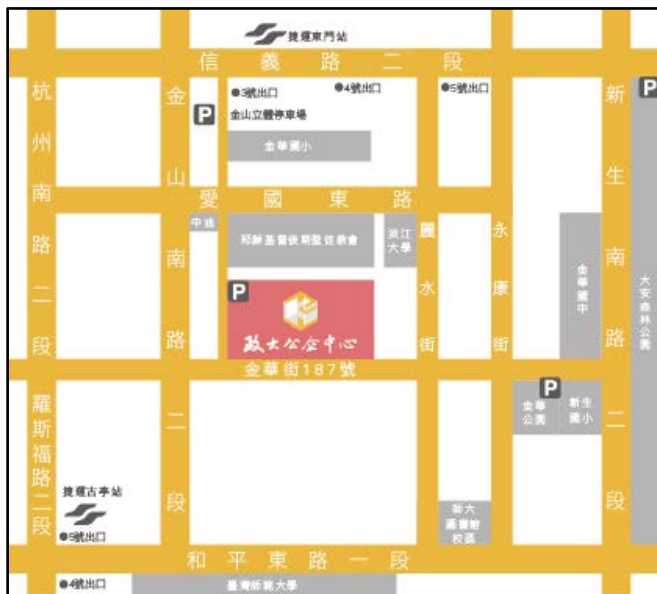 捷運東門站
信義路二段
杭州南路二段
金山南路二段
P
●3號出口
●4號出口
●5號出口
金山立體停車場
金華國小
新生南路二段
P
愛國東路
中油
耶穌基督後期聖徒教會
淡江
大學
麗水街
永康街
金華國中
大安森林公園
P
政大公企中心
金華街187號
P
金華
公園
新生
國小
羅斯福路二段
捷運古亭站
●5號出口
師大
圖書館
校區
和平東路一段
●4號出口
臺灣師範大學